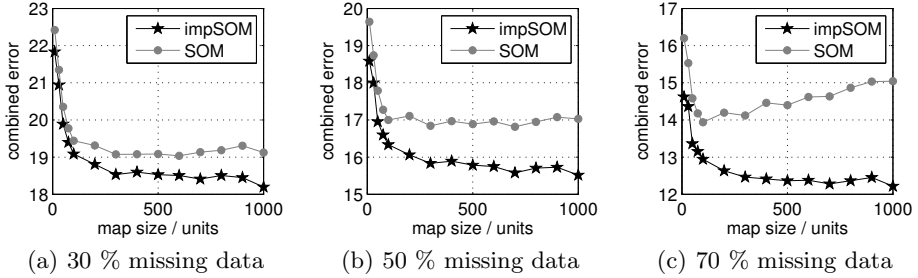 combined error
23
22
21
20
19
18
0
500
1000
map size / units
impSOM
SOM
(a) 30 % missing data
combined error
20
19
18
17
16
15
0
500
1000
map size / units
impSOM
SOM
(b) 50 % missing data
combined error
17
16
15
14
13
12
0
500
1000
map size / units
impSOM
SOM
(c) 70 % missing data